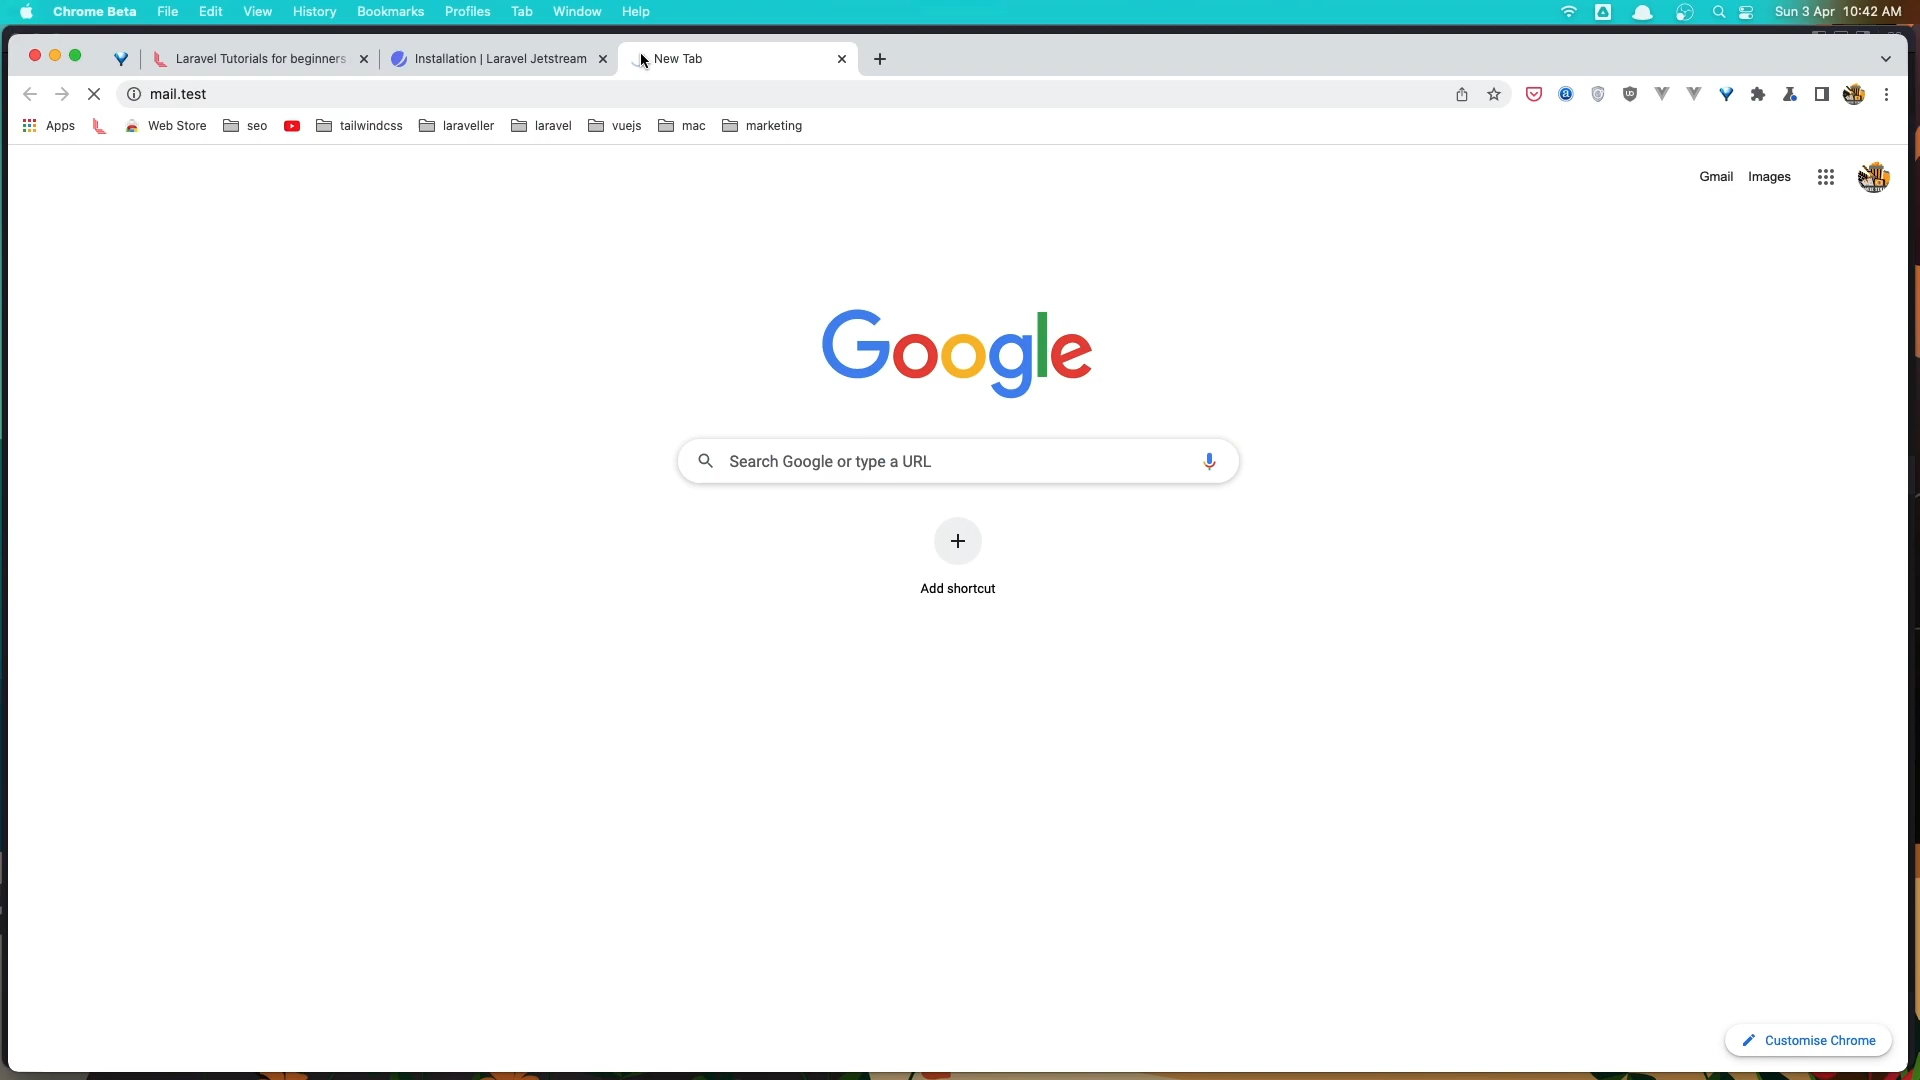 Chrome Beta File Edit View History Bookmarks Profiles Tab Window Help Sun 3 Apr 10:42 AM
Laravel Tutorials for beginners Installation | Laravel Jetstream New Tab
mail.test
Apps Web Store seo tailwindcss laraveller laravel vuejs mac marketing
Gmail Images
Google
Search Google or type a URL
Add shortcut
Customise Chrome